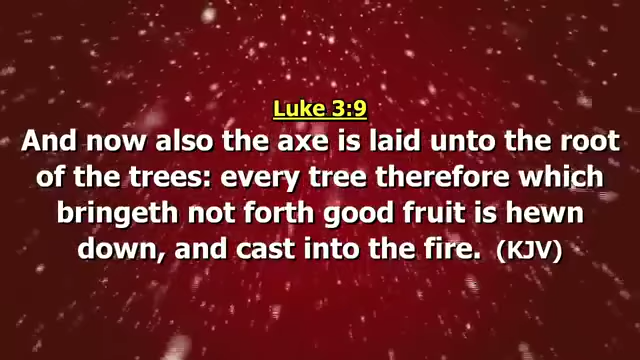 Luke 3:9
And now also the axe is laid unto the root
of the trees: every tree therefore which
bringeth not forth good fruit is hewn
down, and cast into the fire. (KJV)